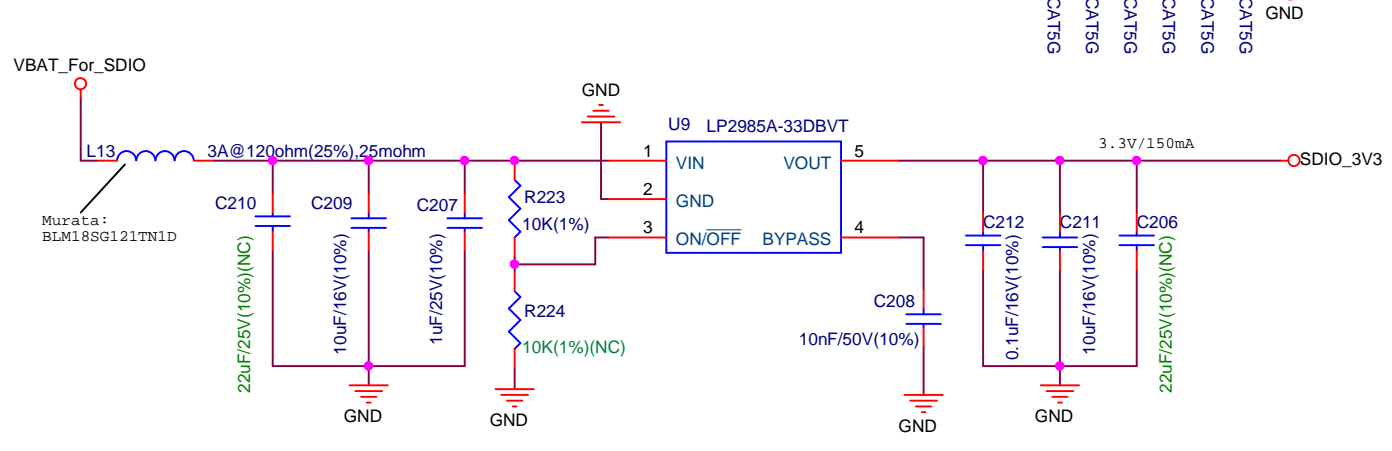 CAT5G
CAT5G
CAT5G
CAT5G
CAT5G
CAT5G
GND
VBAT_For_SDIO
GND
U9 LP2985A-33DBVT
L13
3A@120ohm(25%),25mohm
1
VIN
VOUT
5
3.3V/150mA
SDIO_3V3
2
GND
3
ON/OFF
BYPASS
4
Murata:
BLM18SG121TN1D
C210
22uF/25V(10%)(NC)
C209
10uF/16V(10%)
C207
1uF/25V(10%)
R223
10K(1%)
R224
10K(1%)(NC)
C208
10nF/50V(10%)
C212
0.1uF/16V(10%)
C211
10uF/16V(10%)
C206
22uF/25V(10%)(NC)
GND
GND
GND
GND